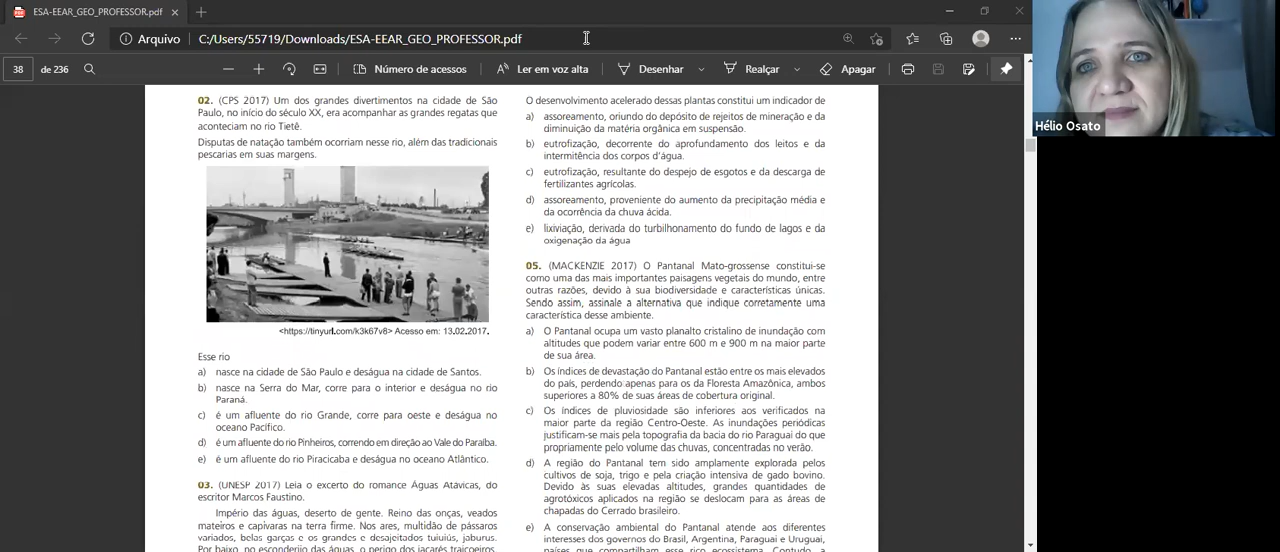 ESA-EEAR_GEO_PROFESSOR.pdf
Arquivo
C:/Users/55719/Downloads/ESA-EEAR_GEO_PROFESSOR.pdf
38
de 236
Número de acessos
Ler em voz alta
Desenhar
Realçar
Apagar
Hélio Osato
02. (CPS 2017) Um dos grandes divertimentos na cidade de São
Paulo, no início do século XX, era acompanhar as grandes regatas que
aconteciam no rio Tietê.
Disputas de natação também ocorriam nesse rio, além das tradicionais
pescarias em suas margens.
<https://tinyurl.com/k3k67v8> Acesso em: 13.02.2017.
Esse rio
a) nasce na cidade de São Paulo e deságua na cidade de Santos.
b) nasce na Serra do Mar, corre para o interior e deságua no rio
Paraná.
c) é um afluente do rio Grande, corre para oeste e deságua no
oceano Pacífico.
d) é um afluente do rio Pinheiros, correndo em direção ao Vale do Paraíba.
e) é um afluente do rio Piracicaba e deságua no oceano Atlântico.
03. (UNESP 2017) Leia o excerto do romance Águas Atávicas, do
escritor Marcos Faustino.
Império das águas, deserto de gente. Reino das onças, veados
mateiros e capivaras na terra firme. Nos ares, multidão de pássaros
variados, belas garças e os grandes e desajeitados tuiuiús, jaburus.
Por baixo, no esconderijo das águas, o perigo dos jacarés traiçoeiros,
O desenvolvimento acelerado dessas plantas constitui um indicador de
a) assoreamento, oriundo do depósito de rejeitos de mineração e da
diminuição da matéria orgânica em suspensão.
b) eutrofização, decorrente do aprofundamento dos leitos e da
intermitência dos corpos d'água.
c) eutrofização, resultante do despejo de esgotos e da descarga de
fertilizantes agrícolas.
d) assoreamento, proveniente do aumento da precipitação média e
da ocorrência da chuva ácida.
e) lixiviação, derivada do turbilhonamento do fundo de lagos e da
oxigenação da água
05. (MACKENZIE 2017) O Pantanal Mato-grossense constitui-se
como uma das mais importantes paisagens vegetais do mundo, entre
outras razões, devido à sua biodiversidade e características únicas.
Sendo assim, assinale a alternativa que indique corretamente uma
característica desse ambiente.
a) O Pantanal ocupa um vasto planalto cristalino de inundação com
altitudes que podem variar entre 600 m e 900 m na maior parte
de sua área.
b) Os índices de devastação do Pantanal estão entre os mais elevados
do país, perdendo apenas para os da Floresta Amazônica, ambos
superiores a 80% de suas áreas de cobertura original.
c) Os índices de pluviosidade são inferiores aos verificados na
maior parte da região Centro-Oeste. As inundações periódicas
justificam-se mais pela topografia da bacia do rio Paraguai do que
propriamente pelo volume das chuvas, concentradas no verão.
d) A região do Pantanal tem sido amplamente explorada pelos
cultivos de soja, trigo e pela criação intensiva de gado bovino.
Devido às suas elevadas altitudes, grandes quantidades de
agrotóxicos aplicados na região se deslocam para as áreas de
chapadas do Cerrado brasileiro.
e) A conservação ambiental do Pantanal atende aos diferentes
interesses dos governos do Brasil, Argentina, Paraguai e Uruguai,
países que compartilham esse rico ecossistema. Contudo, a